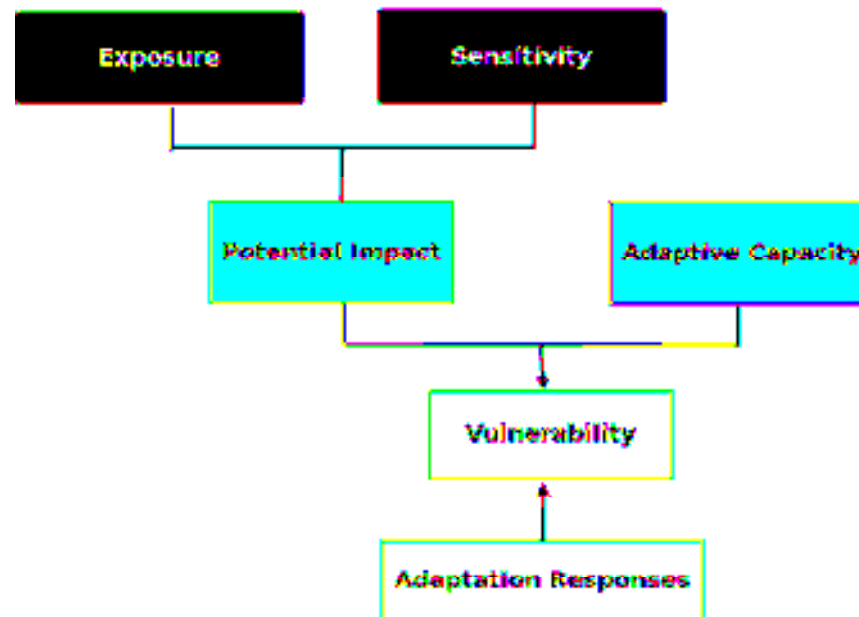 Exposure
Sensitivity
Potential Impact
Adaptive Capacity
Vulnerability
Adaptation Responses